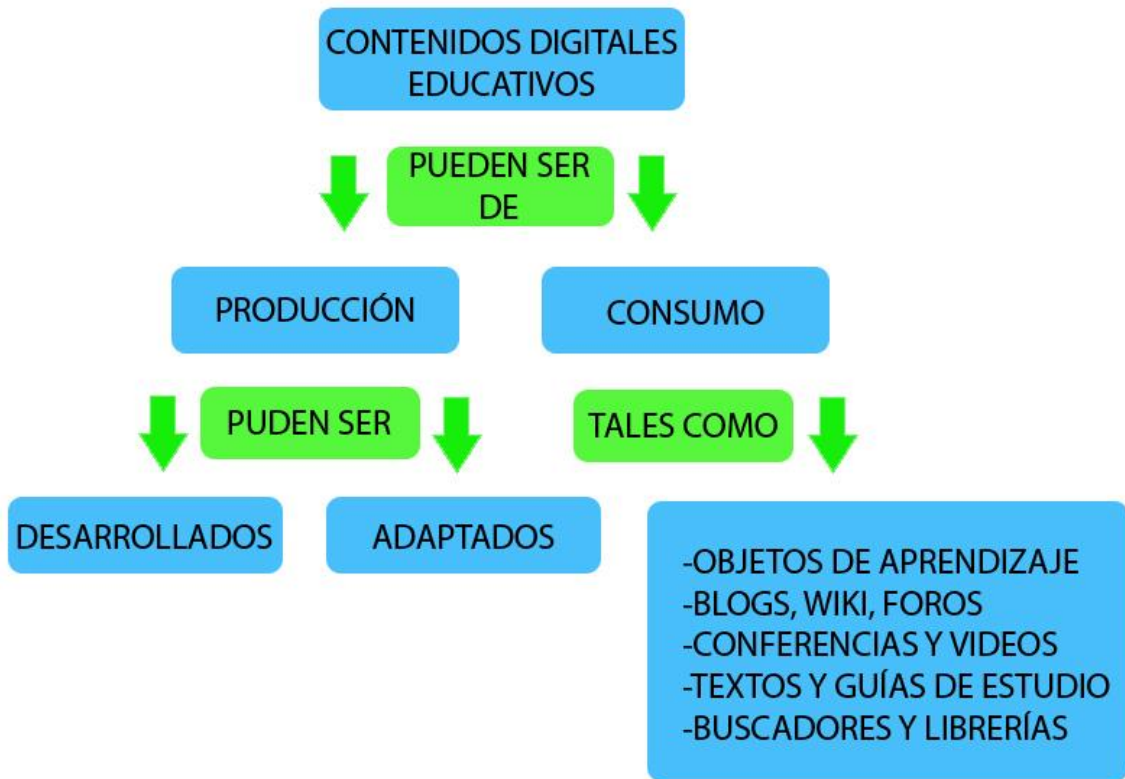 CONTENIDOS DIGITALES
EDUCATIVOS
PUEDEN SER
DE
PRODUCCIÓN
CONSUMO
PUDEN SER
TALES COMO
DESARROLLADOS
ADAPTADOS
-OBJETOS DE APRENDIZAJE
-BLOGS, WIKI, FOROS
-CONFERENCIAS Y VIDEOS
-TEXTOS Y GUÍAS DE ESTUDIO
-BUSCADORES Y LIBRERÍAS